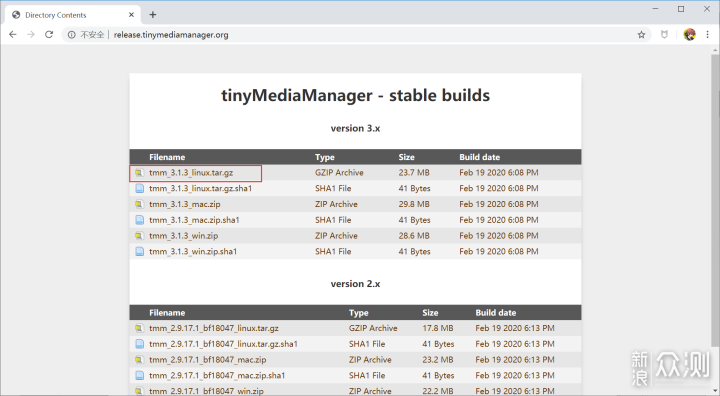 Directory Contents
不安全 | release.tinymediamanager.org
tinyMediaManager - stable builds
version 3.x
Filename Type Size Build date
tmm_3.1.3_linux.tar.gz GZIP Archive 23.7 MB Feb 19 2020 6:08 PM
tmm_3.1.3_linux.tar.gz.sha1 SHA1 File 41 Bytes Feb 19 2020 6:08 PM
tmm_3.1.3_mac.zip ZIP Archive 29.8 MB Feb 19 2020 6:08 PM
tmm_3.1.3_mac.zip.sha1 SHA1 File 41 Bytes Feb 19 2020 6:08 PM
tmm_3.1.3_win.zip ZIP Archive 28.6 MB Feb 19 2020 6:08 PM
tmm_3.1.3_win.zip.sha1 SHA1 File 41 Bytes Feb 19 2020 6:08 PM
version 2.x
Filename Type Size Build date
tmm_2.9.17.1_bf18047_linux.tar.gz GZIP Archive 17.8 MB Feb 19 2020 6:13 PM
tmm_2.9.17.1_bf18047_linux.tar.gz.sha1 SHA1 File 41 Bytes Feb 19 2020 6:13 PM
tmm_2.9.17.1_bf18047_mac.zip ZIP Archive 23.2 MB Feb 19 2020 6:13 PM
tmm_2.9.17.1_bf18047_mac.zip.sha1 SHA1 File 41 Bytes Feb 19 2020 6:13 PM
tmm_2.9.17.1_bf18047_win.zip ZIP Archive 22.2 MB Feb 19 2020 6:13 PM
新浪 众测